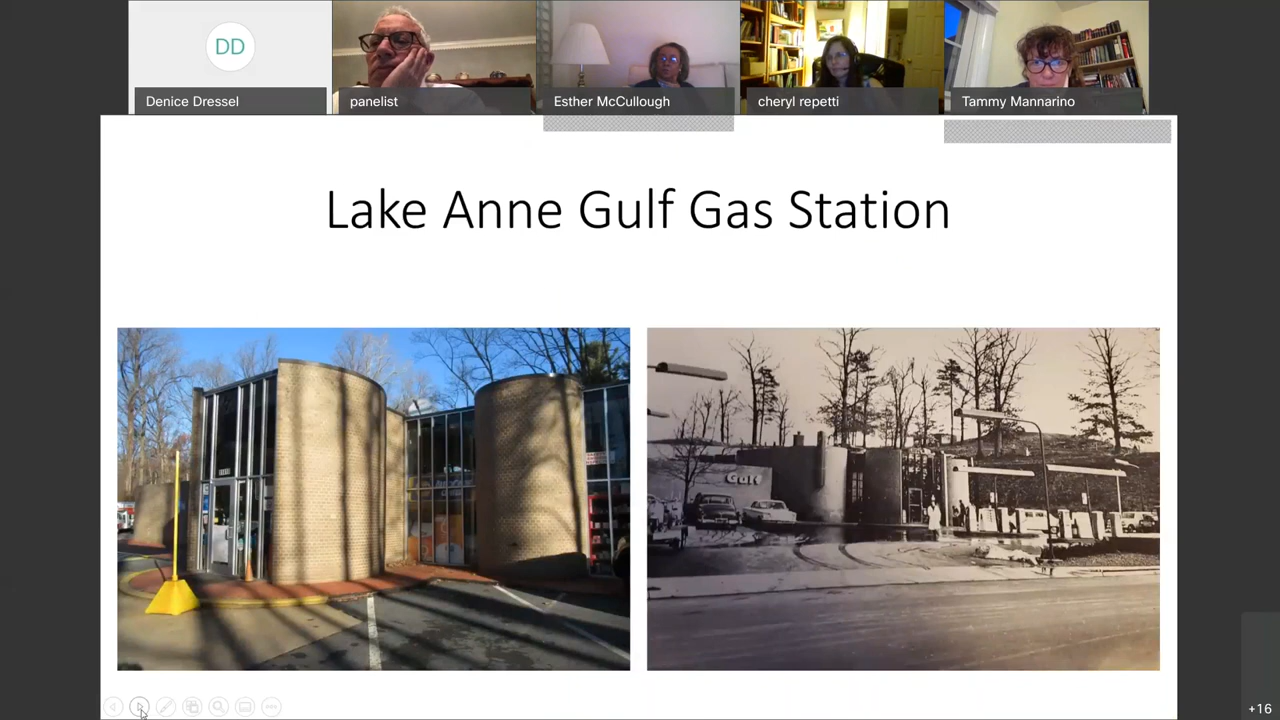 DD
Denice Dressel
panelist
Esther McCullough
cheryl repetti
Tammy Mannarino
Lake Anne Gulf Gas Station
Gulf
+16